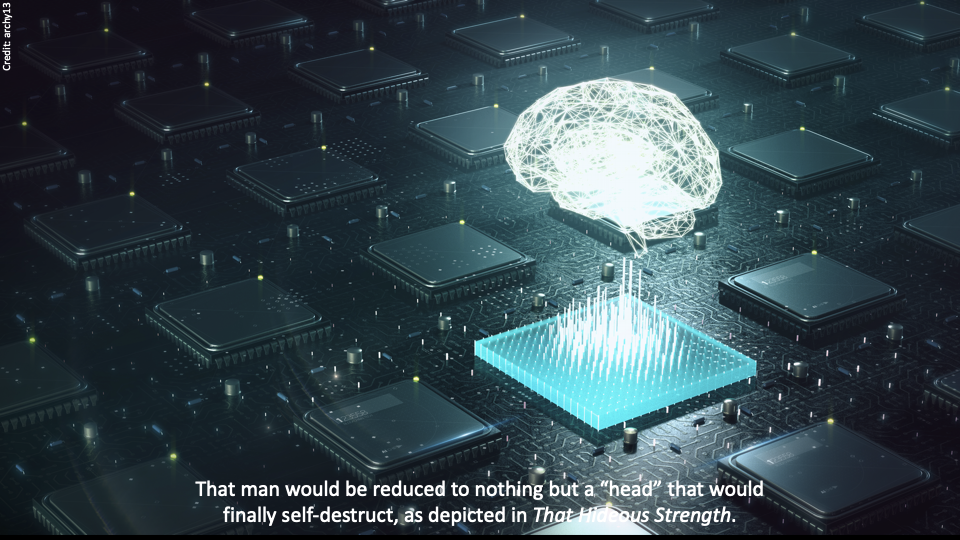 Credit: archy13
That man would be reduced to nothing but a “head” that would
finally self-destruct, as depicted in That Hideous Strength.